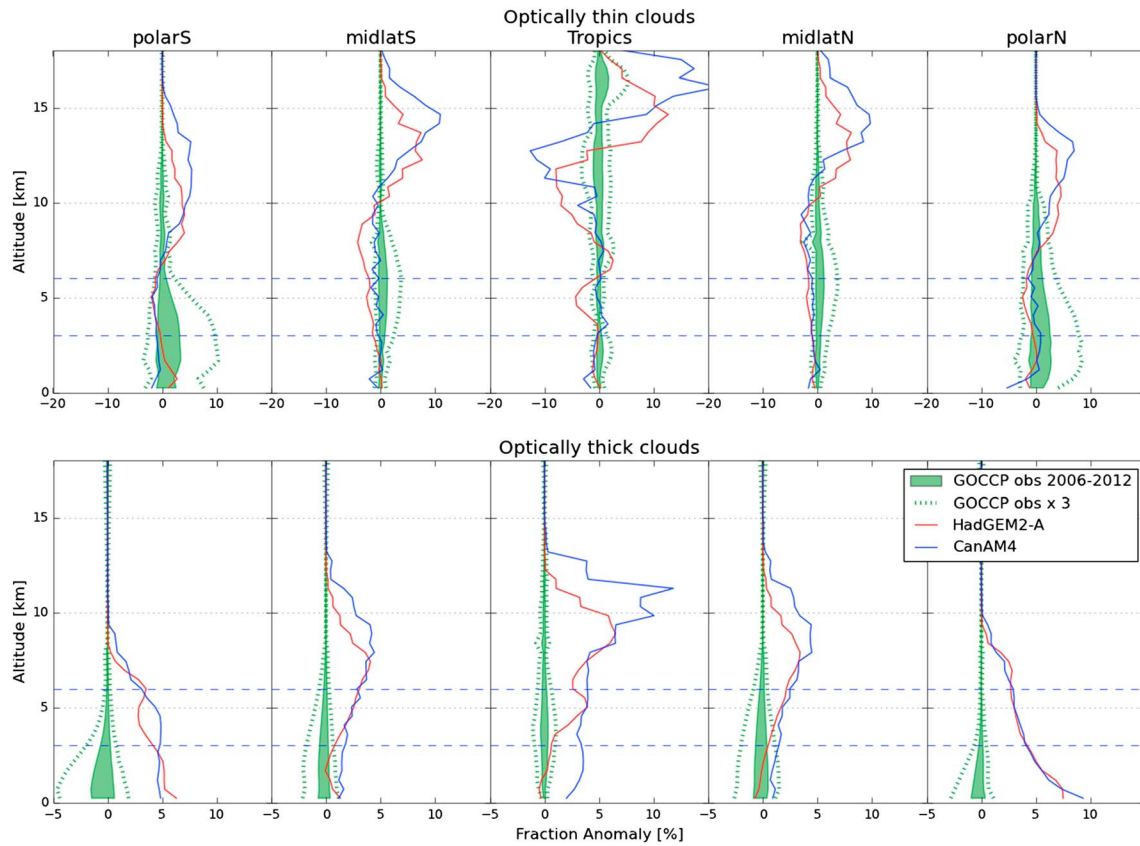 Optically thin clouds
polarS midlatS Tropics midlatN polarN
Altitude [km]
15
10
5
0
−20 −10 0 10 −20 −10 0 10 −20 −10 0 10 −20 −10 0 10 −20 −10 0 10
Optically thick clouds
GOCCP obs 2006-2012
GOCCP obs x 3
HadGEM2-A
CanAM4
Altitude [km]
15
10
5
0
−5 0 5 10 −5 0 5 10 −5 0 5 10 −5 0 5 10 −5 0 5 10
Fraction Anomaly [%]